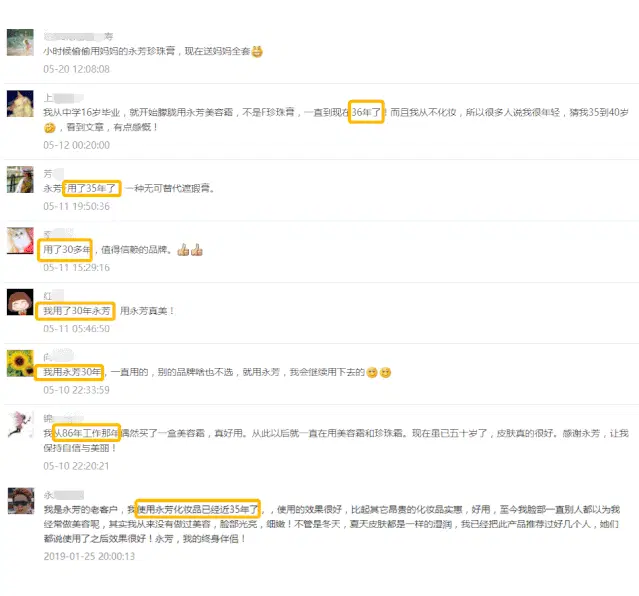 寿
小时候偷偷用妈妈的永芳珍珠膏，现在送妈妈全套
05-20 12:08:08
上
我从中学16岁毕业，就开始朦胧用永芳美容霜，不是F珍珠膏，一直到现在36年了！而且我从不化妆，所以很多人说我很年轻，猜我35到40岁
，看到文章，有点感慨！
05-12 00:20:00
芳
永芳 用了35年了 一种无可替代遮瑕膏。
05-11 19:50:36
用了30多年，值得信赖的品牌。
05-11 15:29:16
红
我用了30年永芳 用永芳真美！
05-11 05:46:50
向
我用永芳30年，一直用的，别的品牌啥也不选，就用永芳，我会继续用下去的
05-10 22:33:59
我从86年工作那年偶然买了一盒美容霜，真好用。从此以后就一直在用美容霜和珍珠霜。现在虽已五十岁了，皮肤真的很好。感谢永芳，让我
保持自信与美丽！
05-10 22:20:21
永
我是永芳的老客户，我使用永芳化妆品已经近35年了，，使用的效果很好，比起其它昂贵的化妆品实惠，好用，至今我脸部一直别人都以为我
经常做美容呢，其实我从来没有做过美容，脸部光亮，细嫩！不管是冬天，夏天皮肤都是一样的湿润，我已经把此产品推荐过好几个人，她们
都说使用了之后效果很好！永芳，我的终身伴侣！
2019-01-25 20:00:13